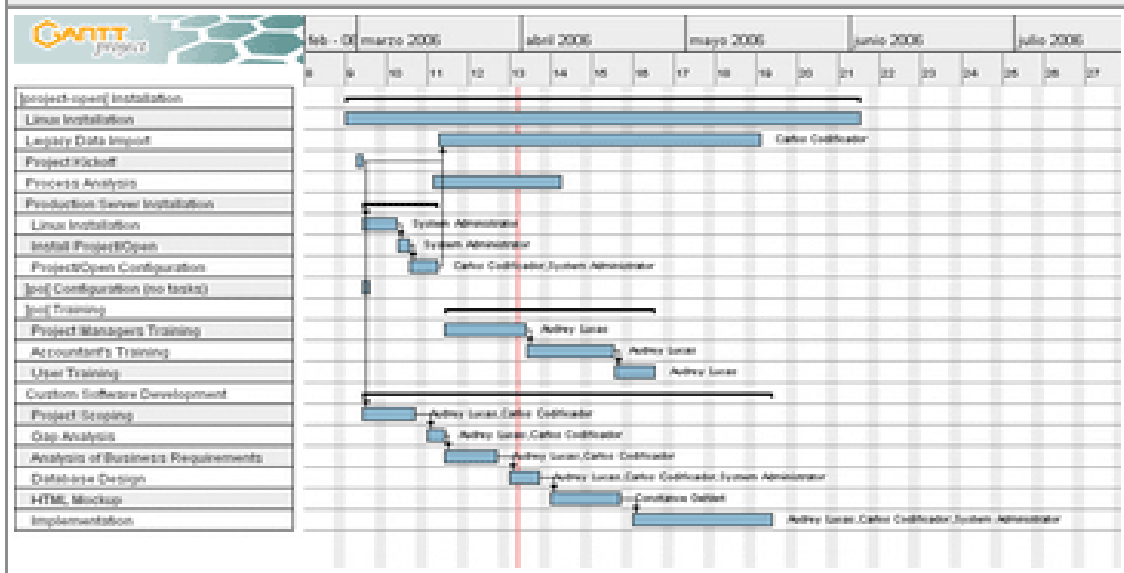 GANTT
project
feb - 06 marzo 2006 abril 2006 mayo 2006 junio 2006 julio 2006
8 9 10 11 12 13 14 15 16 17 18 19 20 21 22 23 24 25 26 27
]project-open[ Installation
Linux Installation
Legacy Data Import Carlos Codificador
Project Kickoff
Process Analysis
Production Server Installation
Linux Installation System Administrator
Install Project/Open System Administrator
Project/Open Configuration Carlos Codificador,System Administrator
]po[ Configuration (no tasks)
]po[ Training
Project Managers Training Audrey Lucas
Accountant's Training Audrey Lucas
User Training Audrey Lucas
Custom Software Development
Project Scoping Audrey Lucas,Carlos Codificador
Gap Analysis Audrey Lucas,Carlos Codificador
Analysis of Business Requirements Audrey Lucas,Carlos Codificador
Database Design Audrey Lucas,Carlos Codificador,System Administrator
HTML Mockup Constance
Implementation Audrey Lucas,Carlos Codificador,System Administrator